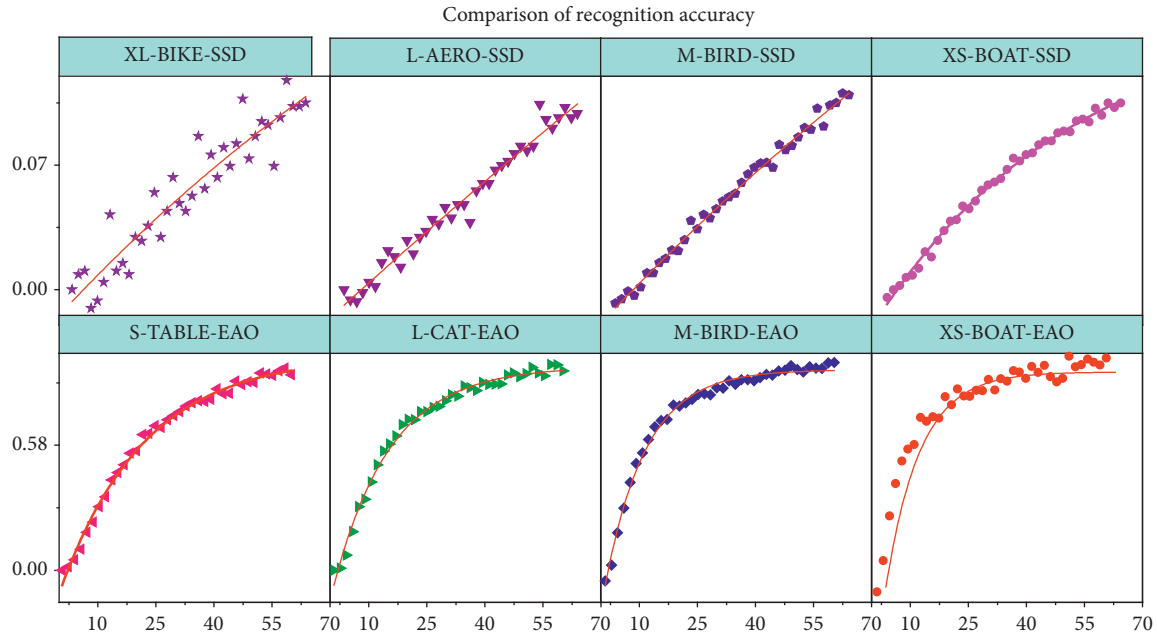 Comparison of recognition accuracy
XL-BIKE-SSD L-AERO-SSD M-BIRD-SSD XS-BOAT-SSD
0.07
0.00
S-TABLE-EAO L-CAT-EAO M-BIRD-EAO XS-BOAT-EAO
0.58
0.00
10 25 40 55 70 10 25 40 55 70 10 25 40 55 70 10 25 40 55 70